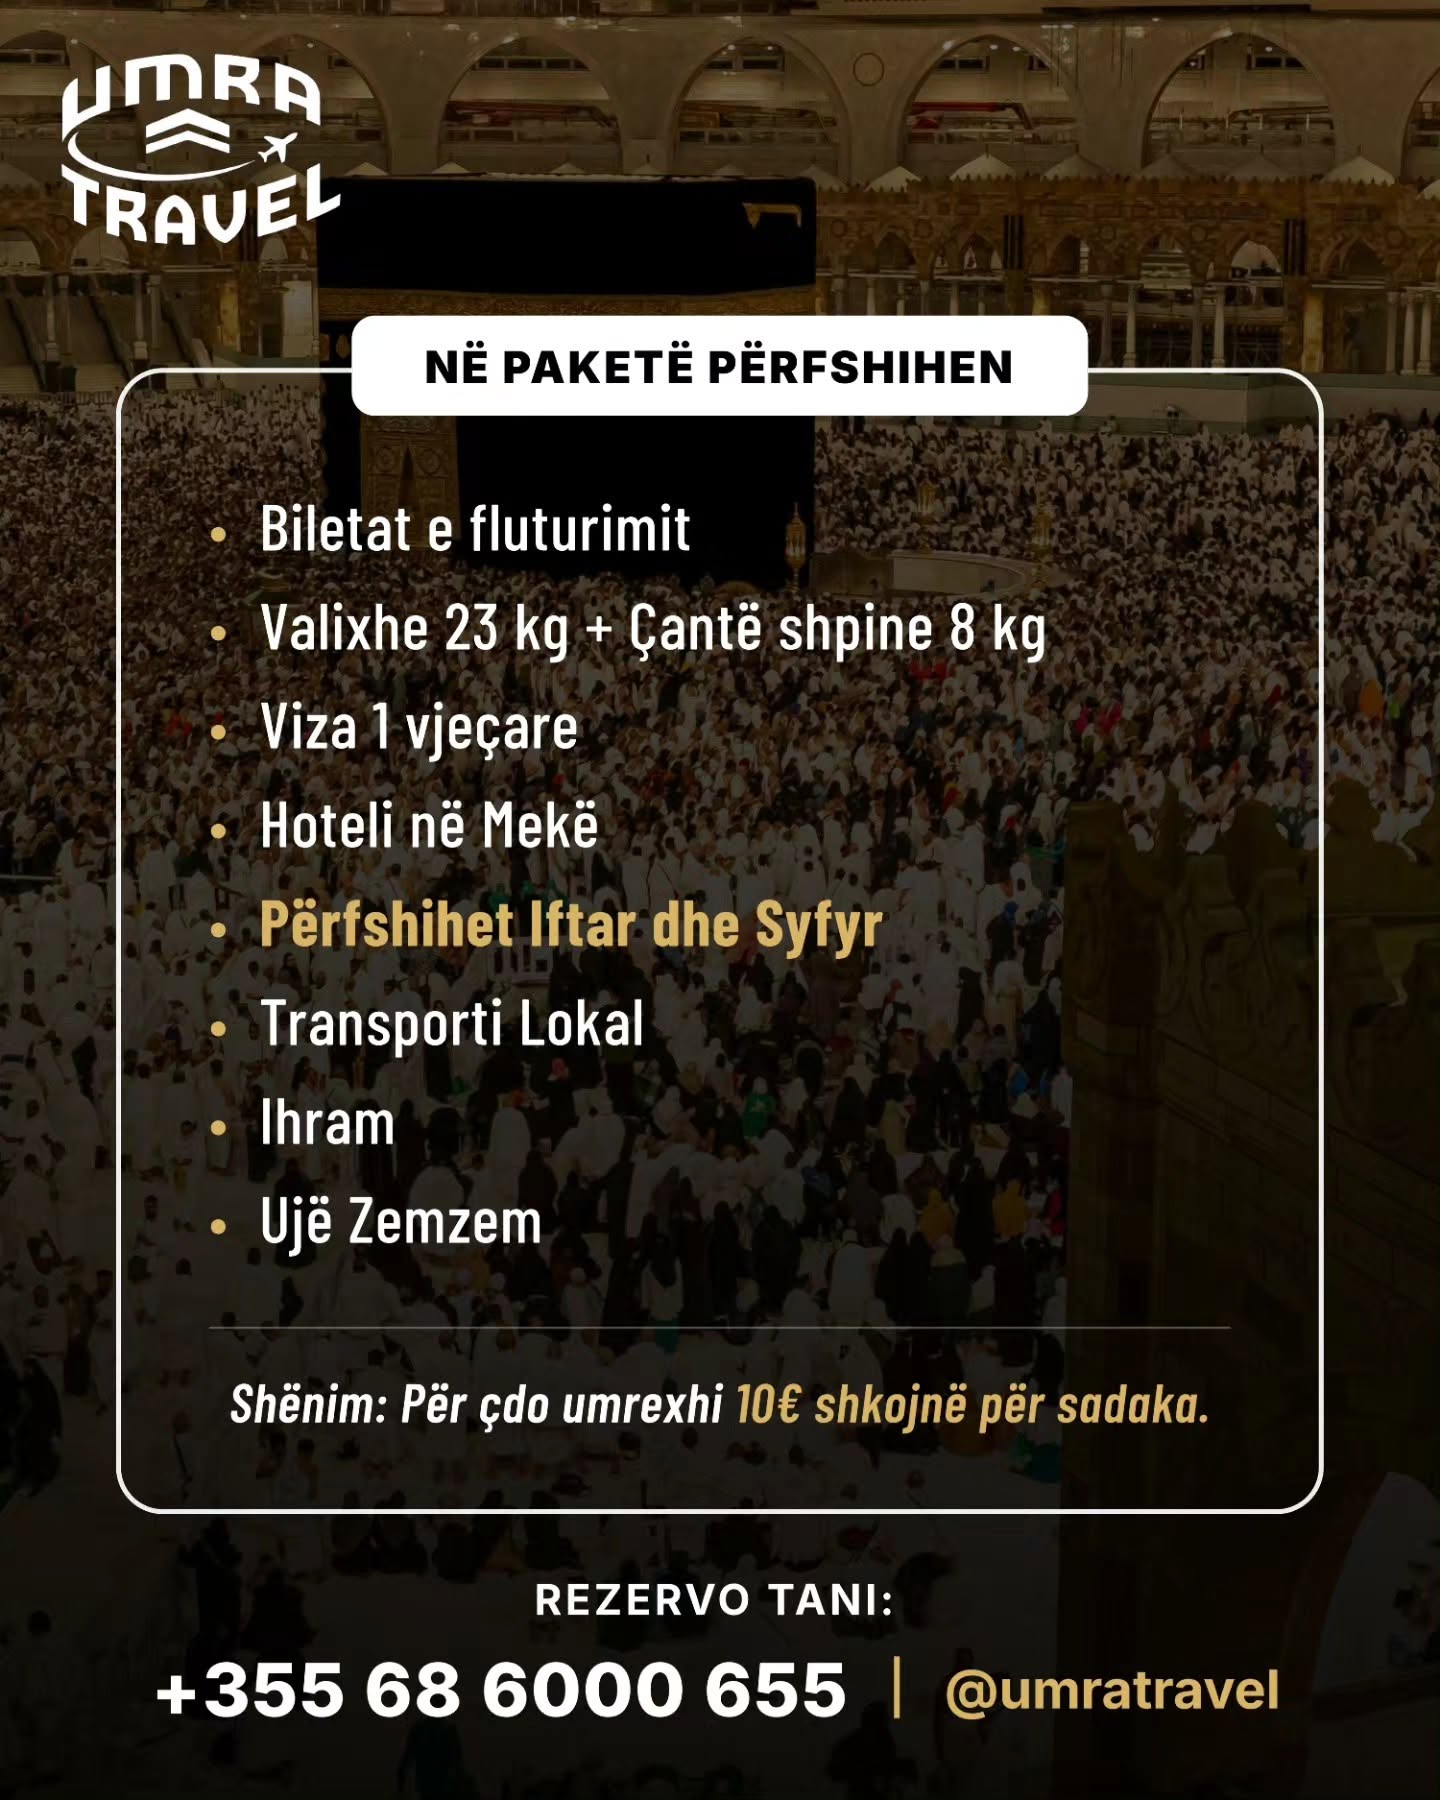 UMRA
TRAVEL
NË PAKETË PËRFSHIHEN
• Biletat e fluturimit
• Valixhe 23 kg + Çantë shpine 8 kg
• Viza 1 vjeçare
• Hoteli në Mekë
• Përfshihet Iftar dhe Syfyr
• Transporti Lokal
• Ihram
• Ujë Zemzem
Shënim: Për çdo umrexhi 10€ shkojnë për sadaka.
REZERVO TANI:
+355 68 6000 655 | @umratravel